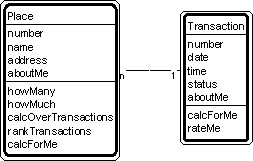 Place
number
name
address
aboutMe
howMany
howMuch
calcOverTransactions
rankTransactions
calcForMe
n
1
Transaction
number
date
time
status
aboutMe
calcForMe
rateMe